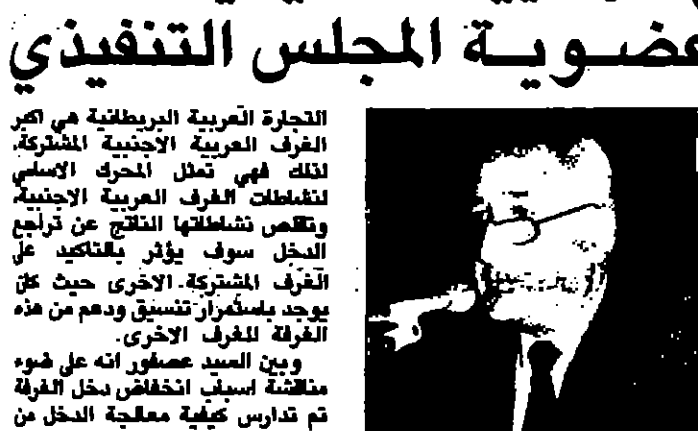 عضوية المجلس التنفيذي
التجارة العربية البريطانية هي اكبر
الغرف العربية الاجنبية المشتركة،
لذلك فهي تمثل المحرك الاساسي
لنشاطات الغرف العربية الاجنبية،
وتقلص نشاطاتها الناتج عن تراجع
الدخل سوف يؤثر بالتاكيد على
الغرف المشتركة الاخرى حيث كان
يوجد باستمرار تنسيق ودعم من هذه
الغرفة للغرف الاخرى.
وبين السيد عصفور انه على ضوء
مناقشة اسباب انخفاض دخل الغرفة
تم تدارس كيفية معالجة الدخل من